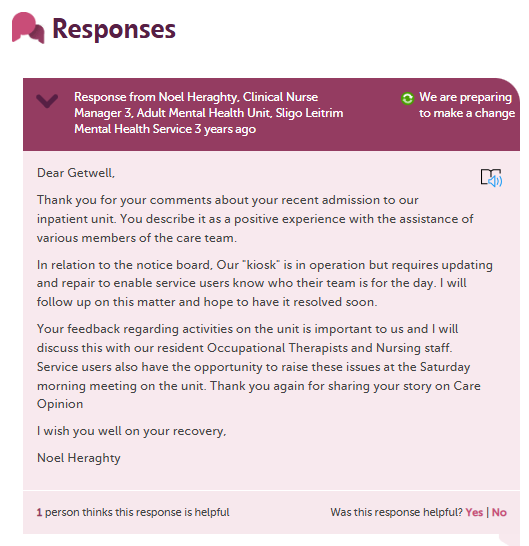 Responses
Response from Noel Heraghty, Clinical Nurse
Manager 3, Adult Mental Health Unit, Sligo Leitrim
Mental Health Service 3 years ago
We are preparing
to make a change
Dear Getwell,
Thank you for your comments about your recent admission to our
inpatient unit. You describe it as a positive experience with the assistance of
various members of the care team.
In relation to the notice board, Our "kiosk" is in operation but requires updating
and repair to enable service users know who their team is for the day. I will
follow up on this matter and hope to have it resolved soon.
Your feedback regarding activities on the unit is important to us and I will
discuss this with our resident Occupational Therapists and Nursing staff.
Service users also have the opportunity to raise these issues at the Saturday
morning meeting on the unit. Thank you again for sharing your story on Care
Opinion
I wish you well on your recovery,
Noel Heraghty
1 person thinks this response is helpful
Was this response helpful? Yes | No